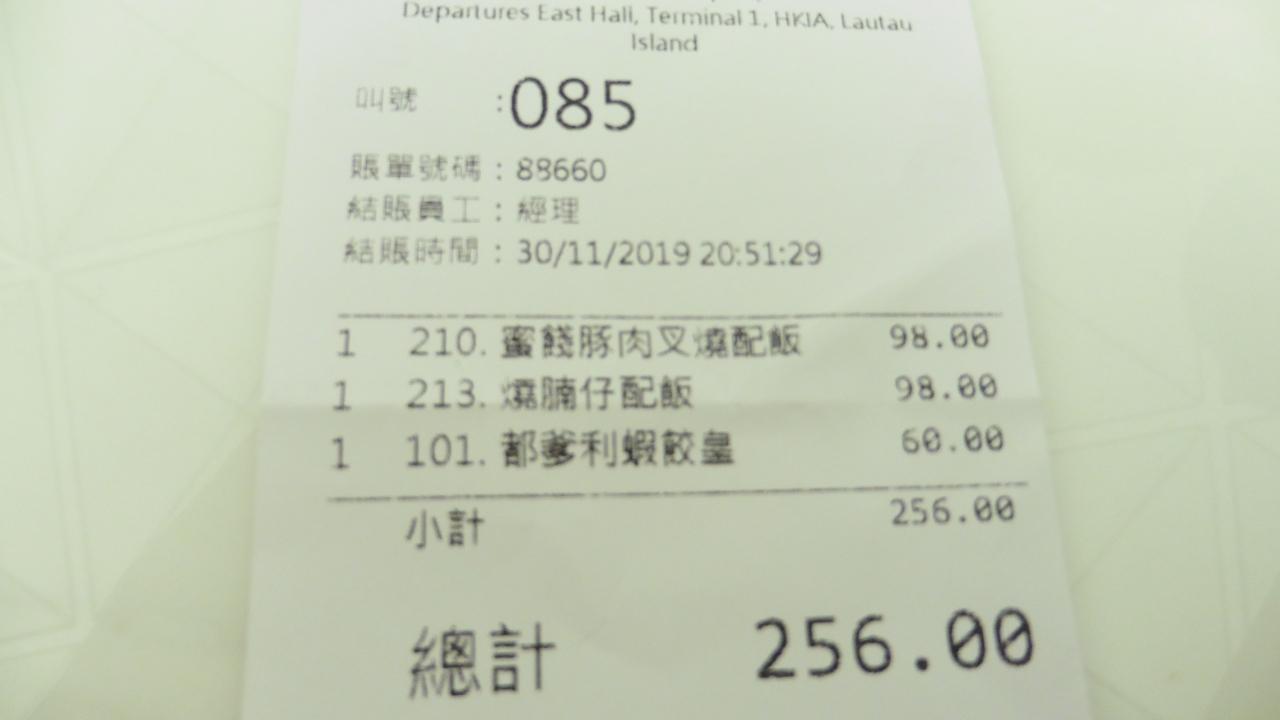 Departures East Hall, Terminal 1, HKIA, Lautau
Island
叫號 :085
賬單號碼：88660
結賬員工：經理
結賬時間：30/11/2019 20:51:29
1 210. 蜜餞豚肉叉燒配飯 98.00
1 213. 燒腩仔配飯 98.00
1 101. 都爹利蝦餃皇 60.00
小計 256.00
總計 256.00